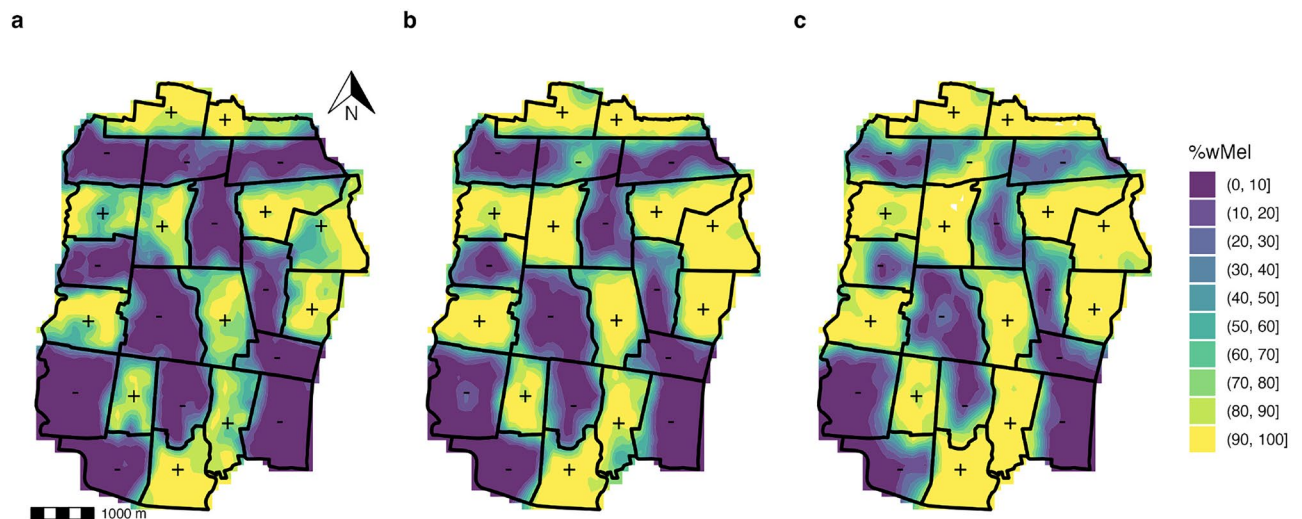 a b c
N
%wMel
(0, 10]
(10, 20]
(20, 30]
(30, 40]
(40, 50]
(50, 60]
(60, 70]
(70, 80]
(80, 90]
(90, 100]
1000 m